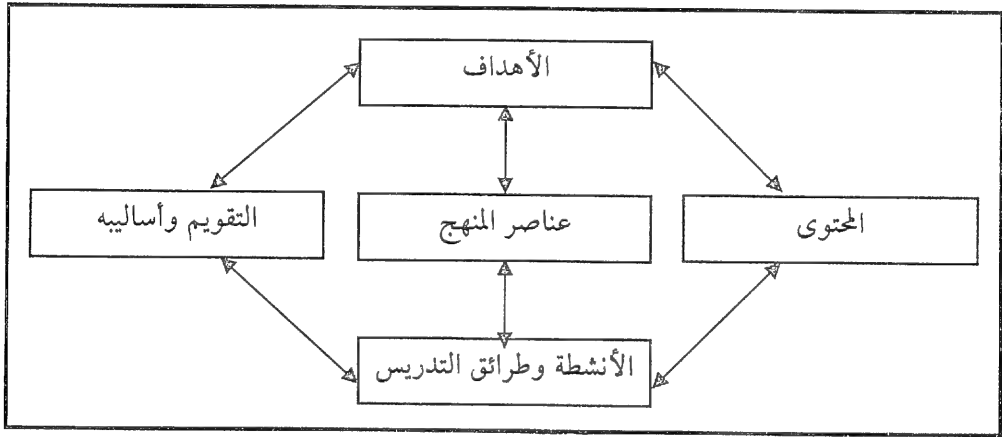 الأهداف
المحتوى
عناصر المنهج
التقويم وأساليبه
الأنشطة وطرائق التدريس